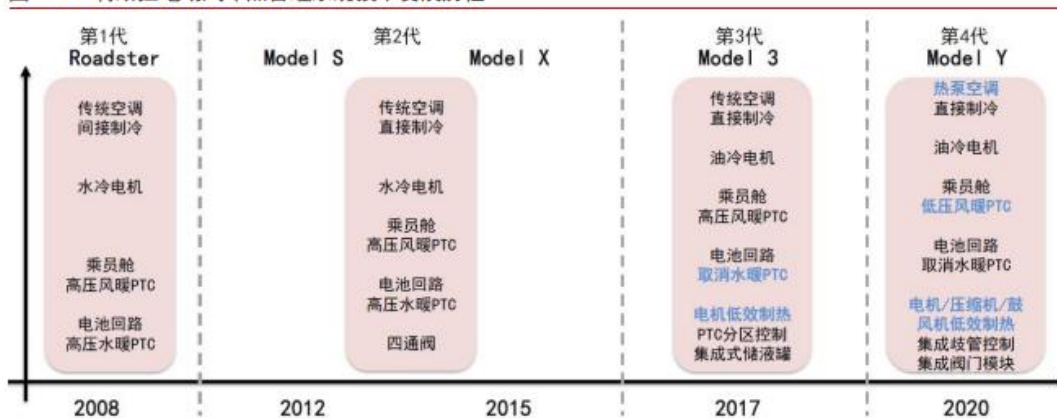 第1代
Roadster
传统空调
间接制冷
水冷电机
乘员舱
高压风暖PTC
电池回路
高压水暖PTC
第2代
Model S
Model X
传统空调
直接制冷
水冷电机
乘员舱
高压风暖PTC
电池回路
高压水暖PTC
四通阀
第3代
Model 3
传统空调
直接制冷
油冷电机
乘员舱
高压风暖PTC
电池回路
取消水暖PTC
电机低效制热
PTC分区控制
集成式储液罐
第4代
Model Y
热泵空调
直接制冷
油冷电机
乘员舱
低压风暖PTC
电池回路
取消水暖PTC
电机/压缩机/鼓
风机低效制热
集成歧管控制
集成阀门模块
2008
2012
2015
2017
2020